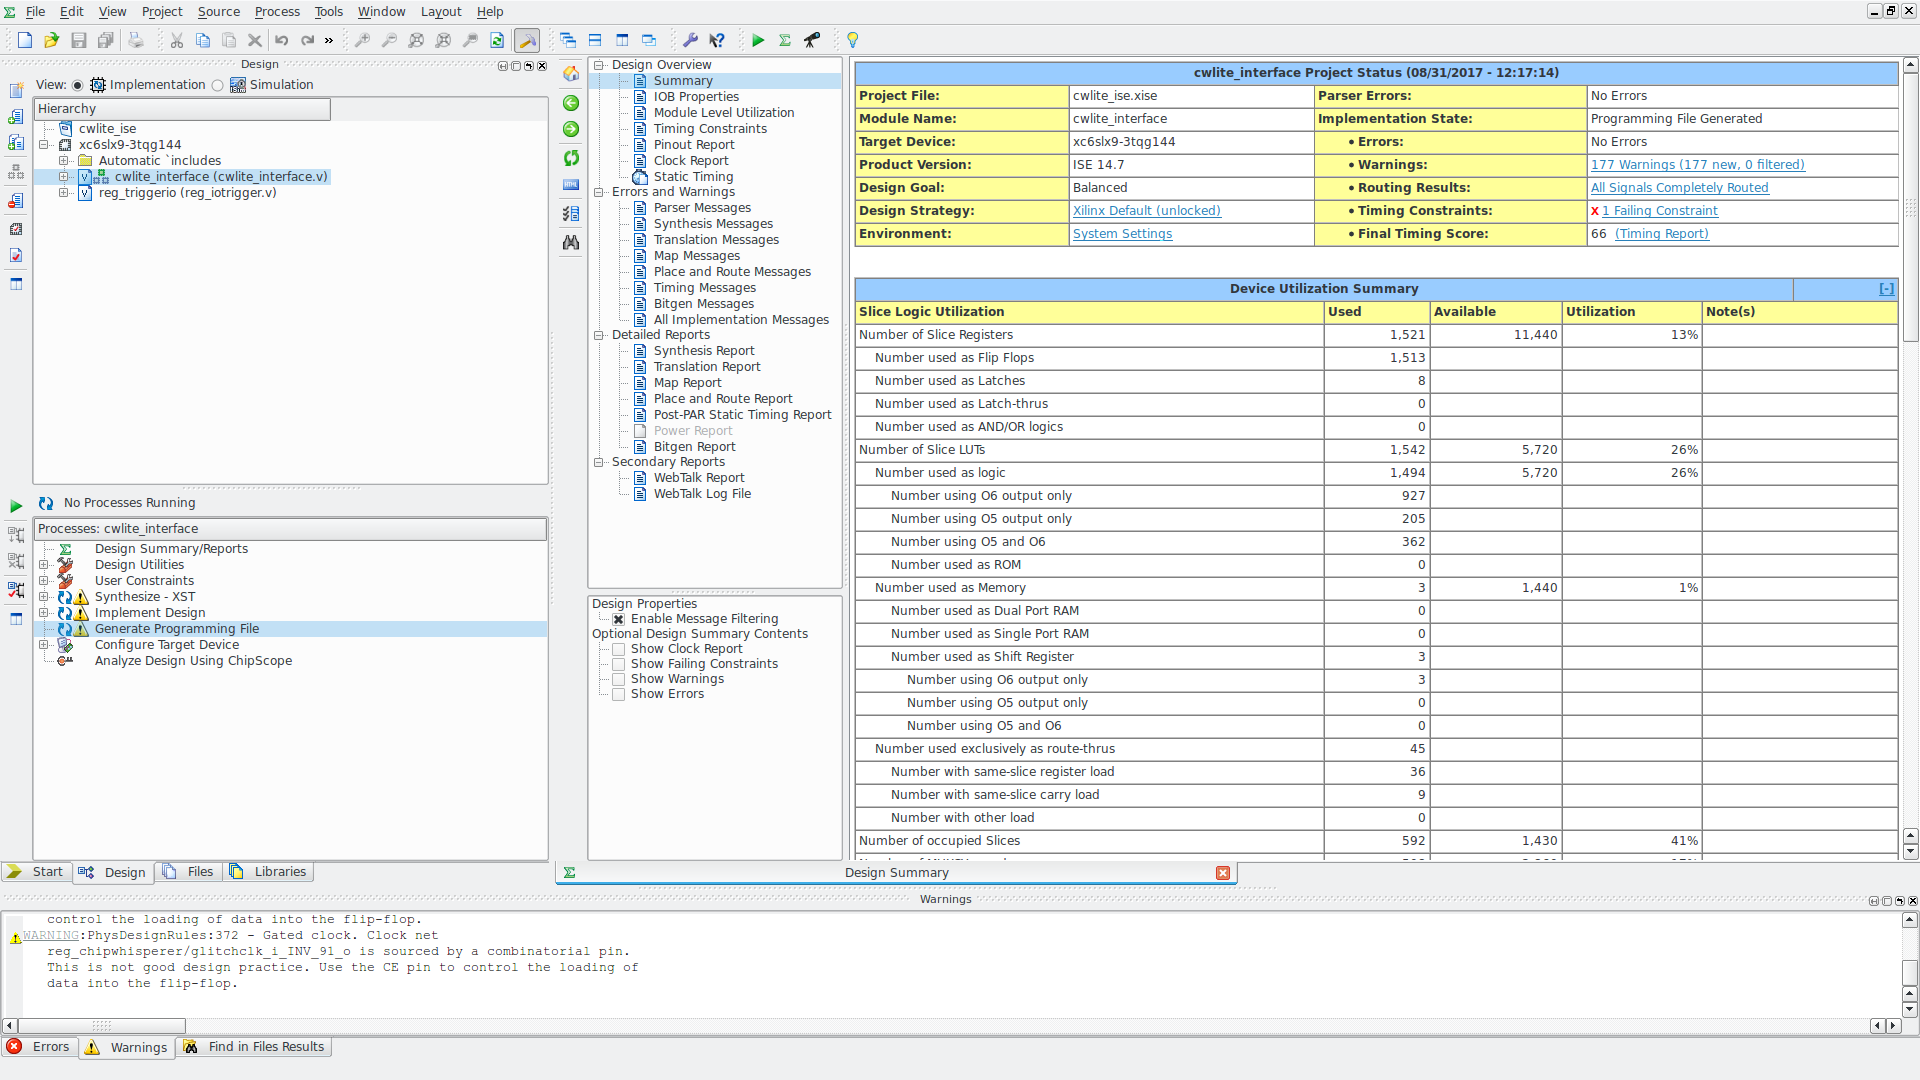 File Edit View Project Source Process Tools Window Layout Help
Design
View: Implementation Simulation
Hierarchy
cwlite_ise
xc6slx9-3tqg144
Automatic `includes
cwlite_interface (cwlite_interface.v)
reg_triggerio (reg_iotrigger.v)
No Processes Running
Processes: cwlite_interface
Design Summary/Reports
Design Utilities
User Constraints
Synthesize - XST
Implement Design
Generate Programming File
Configure Target Device
Analyze Design Using ChipScope
Start Design Files Libraries
Design Overview
Summary
IOB Properties
Module Level Utilization
Timing Constraints
Pinout Report
Clock Report
Static Timing
Errors and Warnings
Parser Messages
Synthesis Messages
Translation Messages
Map Messages
Place and Route Messages
Timing Messages
Bitgen Messages
All Implementation Messages
Detailed Reports
Synthesis Report
Translation Report
Map Report
Place and Route Report
Post-PAR Static Timing Report
Power Report
Bitgen Report
Secondary Reports
WebTalk Report
WebTalk Log File
Design Properties
Enable Message Filtering
Optional Design Summary Contents
Show Clock Report
Show Failing Constraints
Show Warnings
Show Errors
cwlite_interface Project Status (08/31/2017 - 12:17:14)
Project File: cwlite_ise.xise Parser Errors: No Errors
Module Name: cwlite_interface Implementation State: Programming File Generated
Target Device: xc6slx9-3tqg144 • Errors: No Errors
Product Version: ISE 14.7 • Warnings: 177 Warnings (177 new, 0 filtered)
Design Goal: Balanced • Routing Results: All Signals Completely Routed
Design Strategy: Xilinx Default (unlocked) • Timing Constraints: X 1 Failing Constraint
Environment: System Settings • Final Timing Score: 66 (Timing Report)
Device Utilization Summary [-]
Slice Logic Utilization Used Available Utilization Note(s)
Number of Slice Registers 1,521 11,440 13%
Number used as Flip Flops 1,513
Number used as Latches 8
Number used as Latch-thrus 0
Number used as AND/OR logics 0
Number of Slice LUTs 1,542 5,720 26%
Number used as logic 1,494 5,720 26%
Number using O6 output only 927
Number using O5 output only 205
Number using O5 and O6 362
Number used as ROM 0
Number used as Memory 3 1,440 1%
Number used as Dual Port RAM 0
Number used as Single Port RAM 0
Number used as Shift Register 3
Number using O6 output only 3
Number using O5 output only 0
Number using O5 and O6 0
Number used exclusively as route-thrus 45
Number with same-slice register load 36
Number with same-slice carry load 9
Number with other load 0
Number of occupied Slices 592 1,430 41%
Design Summary
Warnings
control the loading of data into the flip-flop.
WARNING:PhysDesignRules:372 - Gated clock. Clock net
reg_chipwhisperer/glitchclk_i_INV_91_o is sourced by a combinatorial pin.
This is not good design practice. Use the CE pin to control the loading of
data into the flip-flop.
Errors Warnings Find in Files Results